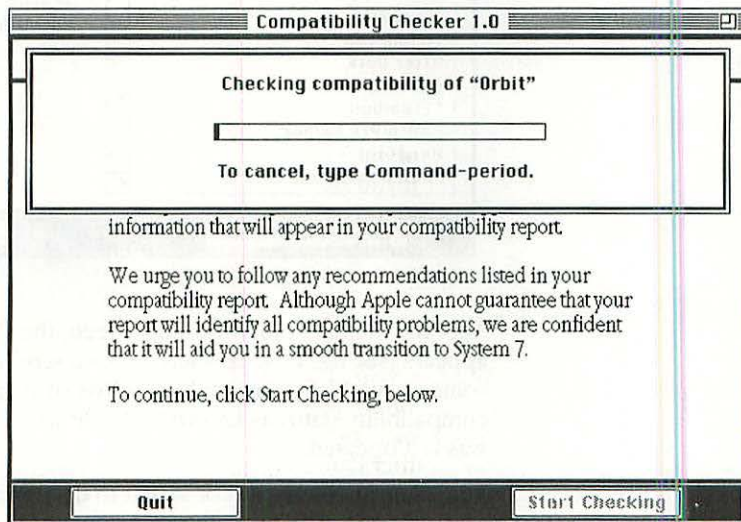 Compatibility Checker 1.0
Checking compatibility of “Orbit”
To cancel, type Command-period.
information that will appear in your compatibility report.
We urge you to follow any recommendations listed in your
compatibility report. Although Apple cannot guarantee that your
report will identify all compatibility problems, we are confident
that it will aid you in a smooth transition to System 7.
To continue, click Start Checking, below.
Quit
Start Checking